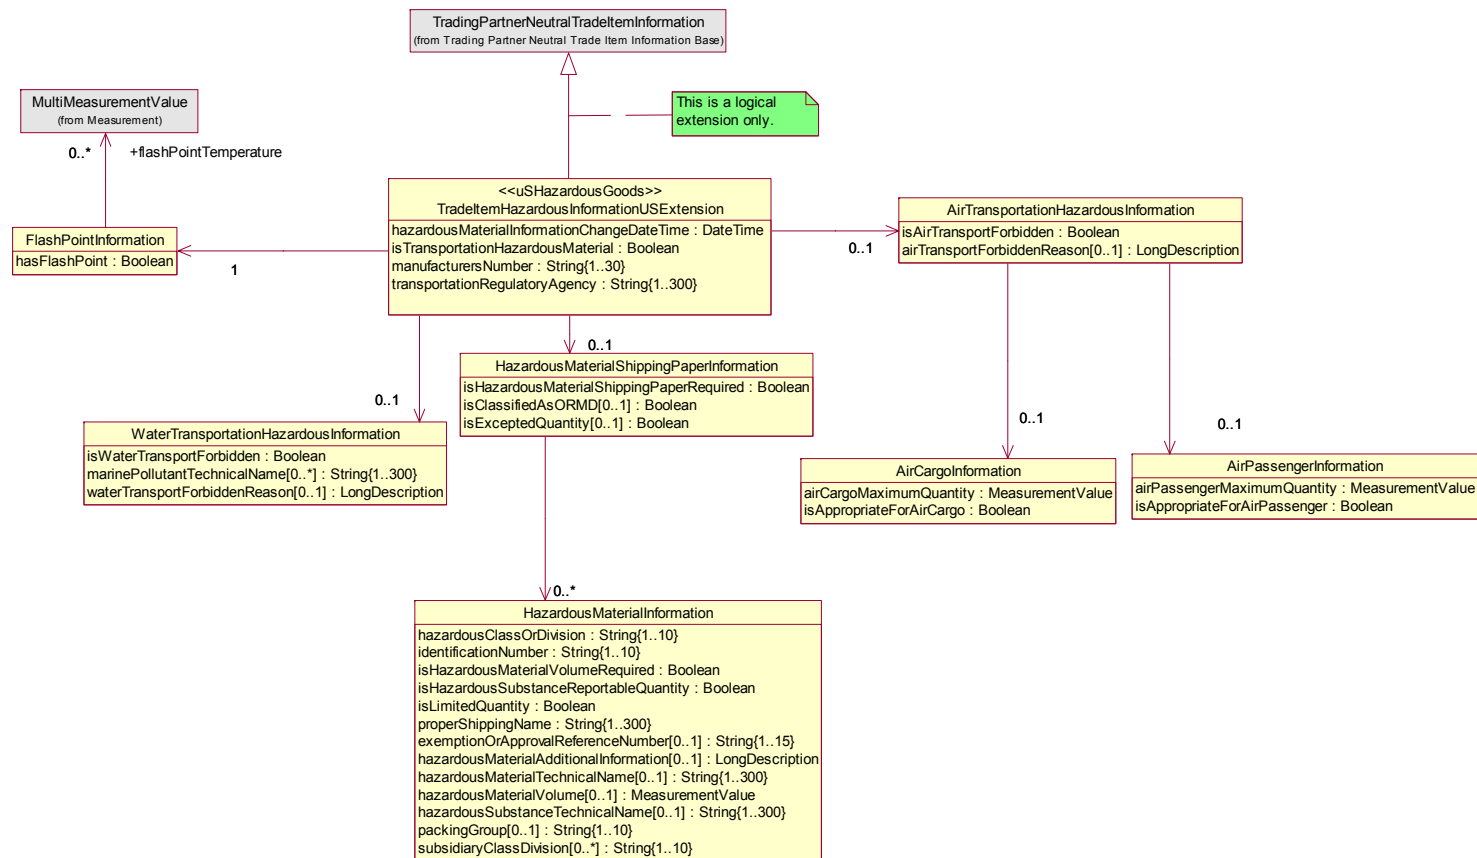 TradingPartnerNeutralTradeItemInformation
(from Trading Partner Neutral Trade Item Information Base)
This is a logical
extension only.
MultiMeasurementValue
(from Measurement)
0..*
+flashPointTemperature
<<uSHazardousGoods>>
TradeItemHazardousInformationUSExtension
hazardousMaterialInformationChangeDateTime : DateTime
isTransportationHazardousMaterial : Boolean
manufacturersNumber : String{1..30}
transportationRegulatoryAgency : String{1..300}
FlashPointInformation
hasFlashPoint : Boolean
1
AirTransportationHazardousInformation
isAirTransportForbidden : Boolean
airTransportForbiddenReason[0..1] : LongDescription
0..1
0..1
HazardousMaterialShippingPaperInformation
isHazardousMaterialShippingPaperRequired : Boolean
isClassifiedAsORMD[0..1] : Boolean
isExceptedQuantity[0..1] : Boolean
0..1
WaterTransportationHazardousInformation
isWaterTransportForbidden : Boolean
marinePollutantTechnicalName[0..*] : String{1..300}
waterTransportForbiddenReason[0..1] : LongDescription
0..1
AirCargoInformation
airCargoMaximumQuantity : MeasurementValue
isAppropriateForAirCargo : Boolean
0..1
AirPassengerInformation
airPassengerMaximumQuantity : MeasurementValue
isAppropriateForAirPassenger : Boolean
0..*
HazardousMaterialInformation
hazardousClassOrDivision : String{1..10}
identificationNumber : String{1..10}
isHazardousMaterialVolumeRequired : Boolean
isHazardousSubstanceReportableQuantity : Boolean
isLimitedQuantity : Boolean
properShippingName : String{1..300}
exemptionOrApprovalReferenceNumber[0..1] : String{1..15}
hazardousMaterialAdditionalInformation[0..1] : LongDescription
hazardousMaterialTechnicalName[0..1] : String{1..300}
hazardousMaterialVolume[0..1] : MeasurementValue
hazardousSubstanceTechnicalName[0..1] : String{1..300}
packingGroup[0..1] : String{1..10}
subsidiaryClassDivision[0..*] : String{1..10}